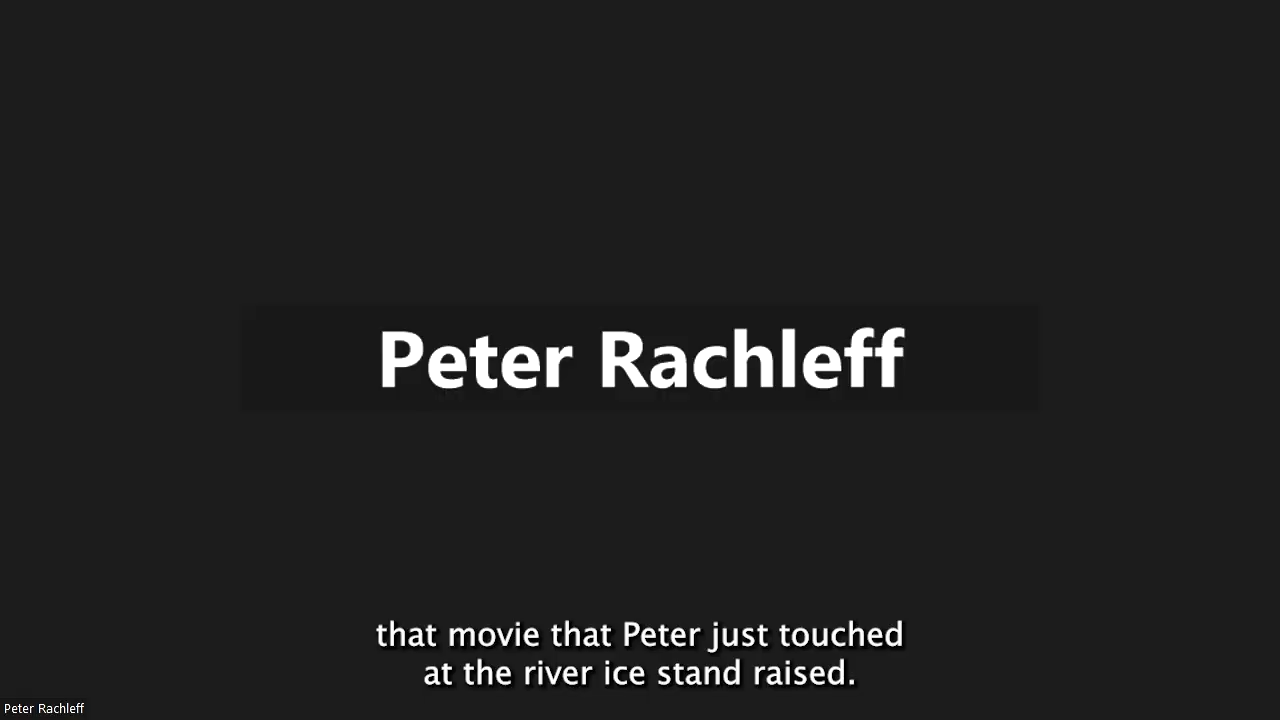 Peter Rachleff
that movie that Peter just touched
at the river ice stand raised.
Peter Rachleff